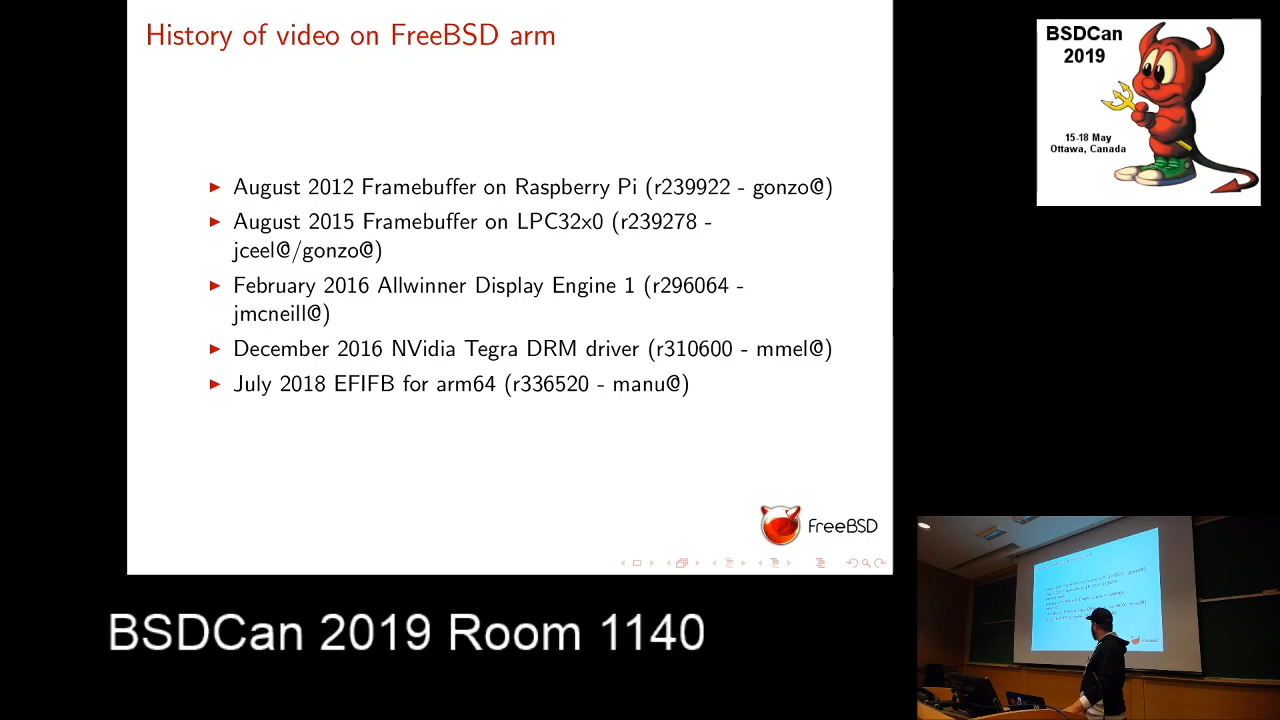 History of video on FreeBSD arm
BSDCan
2019
15-18 May
Ottawa, Canada
▶ August 2012 Framebuffer on Raspberry Pi (r239922 - gonzo@)
▶ August 2015 Framebuffer on LPC32x0 (r239278 -
jceel@/gonzo@)
▶ February 2016 Allwinner Display Engine 1 (r296064 -
jmcneill@)
▶ December 2016 NVidia Tegra DRM driver (r310600 - mmel@)
▶ July 2018 EFIFB for arm64 (r336520 - manu@)
FreeBSD
BSDCan 2019 Room 1140